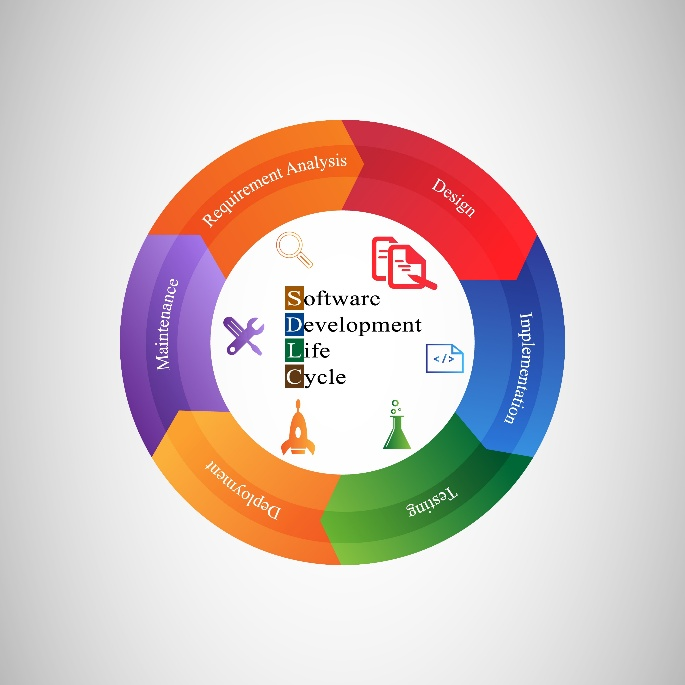 Requirement Analysis
Design
Implementation
Testing
Deployment
Maintenance
Software
Development
Life
Cycle
</>